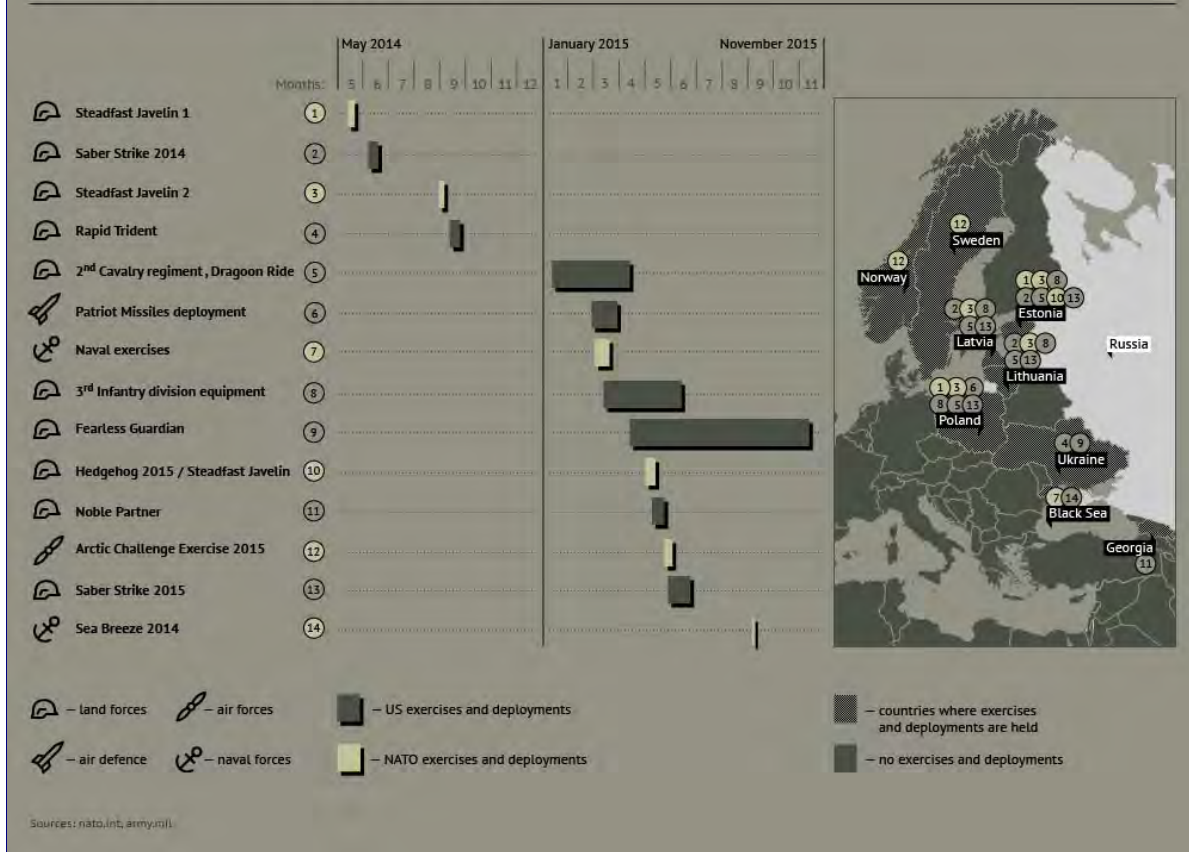 May 2014
January 2015
November 2015
Months: 5 6 7 8 9 10 11 12 1 2 3 4 5 6 7 8 9 10 11
Steadfast Javelin 1 1
Saber Strike 2014 2
Steadfast Javelin 2 3
Rapid Trident 4
2nd Cavalry regiment, Dragoon Ride 5
Patriot Missiles deployment 6
Naval exercises 7
3rd Infantry division equipment 8
Fearless Guardian 9
Hedgehog 2015 / Steadfast Javelin 10
Noble Partner 11
Arctic Challenge Exercise 2015 12
Saber Strike 2015 13
Sea Breeze 2014 14
12
Sweden
12
Norway
1 3 8
2 5 10 13
Estonia
2 3 8
5 13
Latvia
2 3 8
5 13
Lithuania
Russia
1 3 6
8 5 13
Poland
4 9
Ukraine
7 14
Black Sea
Georgia
11
– land forces
– air forces
– US exercises and deployments
– countries where exercises
and deployments are held
– air defence
– naval forces
– NATO exercises and deployments
– no exercises and deployments
Sources: nato.int, army.mil